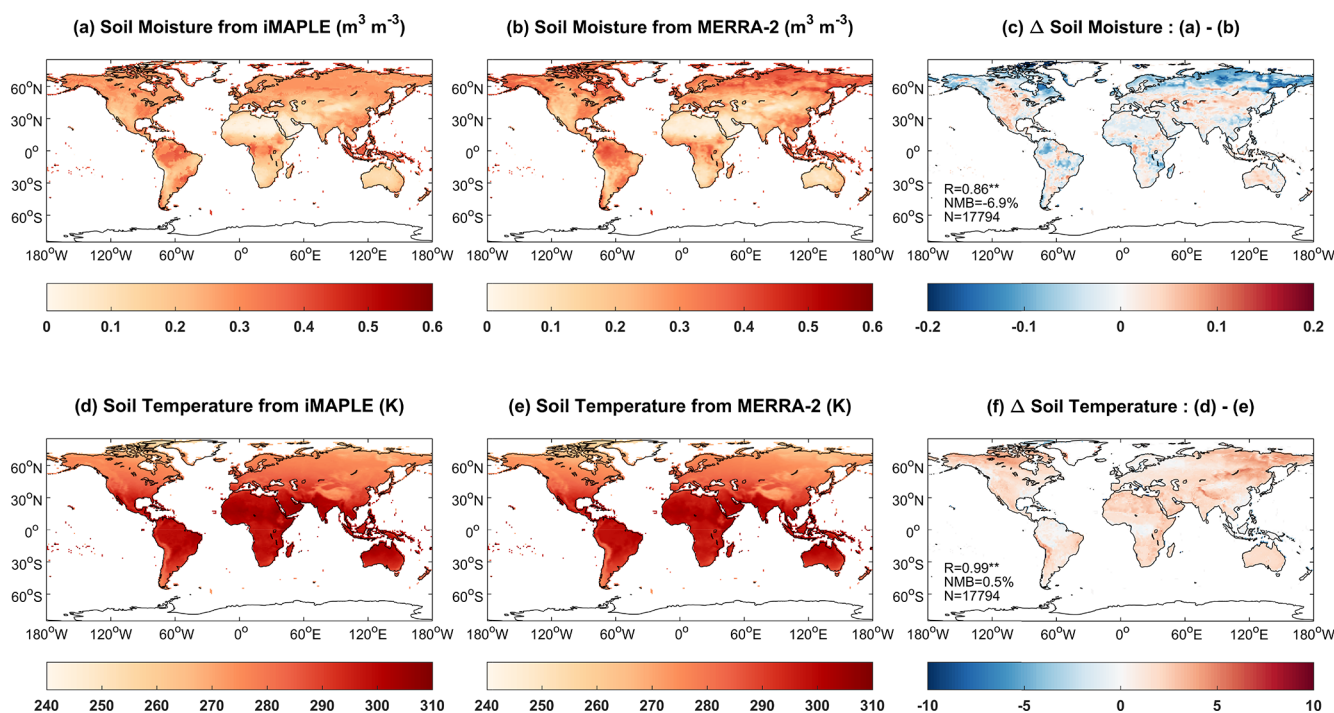 (a) Soil Moisture from iMAPLE (m³ m⁻³)
(b) Soil Moisture from MERRA-2 (m³ m⁻³)
(c) Δ Soil Moisture : (a) - (b)
60°N
30°N
0°
30°S
60°S
180°W 120°W 60°W 0° 60°E 120°E 180°W
60°N
30°N
0°
30°S
60°S
180°W 120°W 60°W 0° 60°E 120°E 180°W
60°N
30°N
0°
30°S
60°S
R=0.86**
NMB=-6.9%
N=17794
180°W 120°W 60°W 0° 60°E 120°E 180°W
0 0.1 0.2 0.3 0.4 0.5 0.6
0 0.1 0.2 0.3 0.4 0.5 0.6
-0.2 -0.1 0 0.1 0.2
(d) Soil Temperature from iMAPLE (K)
(e) Soil Temperature from MERRA-2 (K)
(f) Δ Soil Temperature : (d) - (e)
60°N
30°N
0°
30°S
60°S
180°W 120°W 60°W 0° 60°E 120°E 180°W
60°N
30°N
0°
30°S
60°S
180°W 120°W 60°W 0° 60°E 120°E 180°W
60°N
30°N
0°
30°S
60°S
R=0.99**
NMB=0.5%
N=17794
180°W 120°W 60°W 0° 60°E 120°E 180°W
240 250 260 270 280 290 300 310
240 250 260 270 280 290 300 310
-10 -5 0 5 10